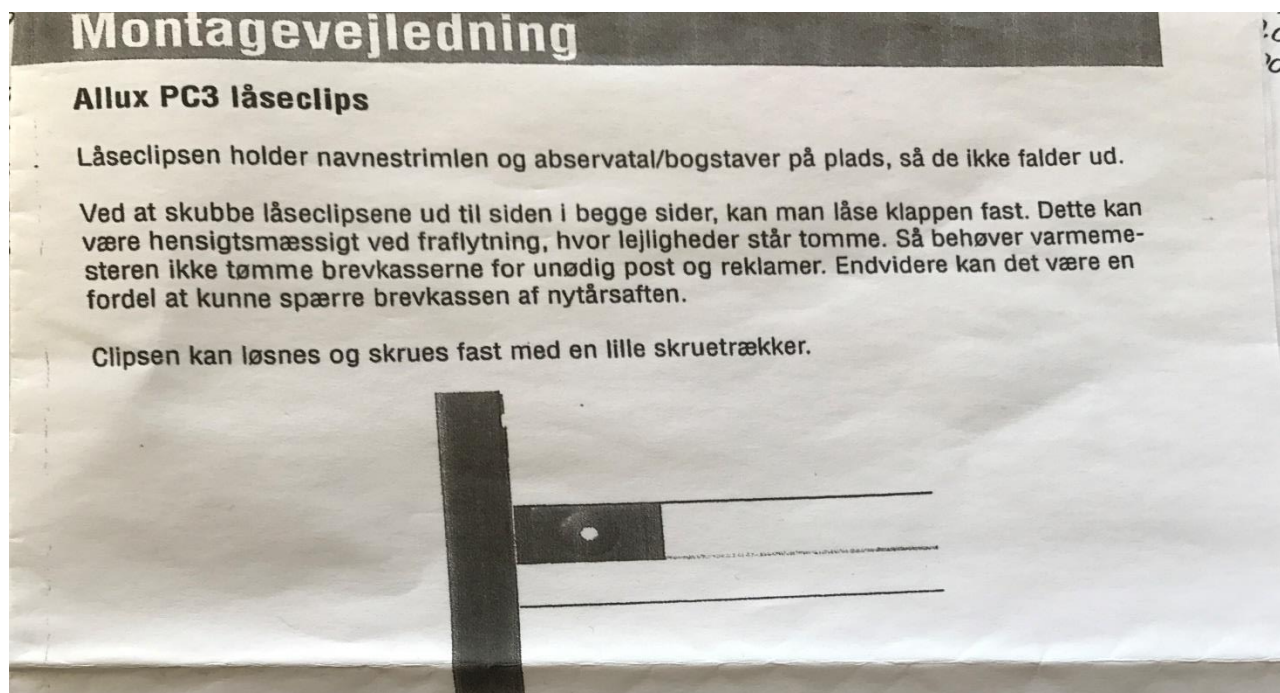 Montagevejledning
Allux PC3 låseclips
Låseclipsen holder navnestrimlen og abservatal/bogstaver på plads, så de ikke falder ud.
Ved at skubbe låseclipsene ud til siden i begge sider, kan man låse klappen fast. Dette kan
være hensigtsmæssigt ved fraflytning, hvor lejligheder står tomme. Så behøver varmeme-
steren ikke tømme brevkasserne for unødig post og reklamer. Endvidere kan det være en
fordel at kunne spærre brevkassen af nytårsaften.
Clipsen kan løsnes og skrues fast med en lille skruetrækker.